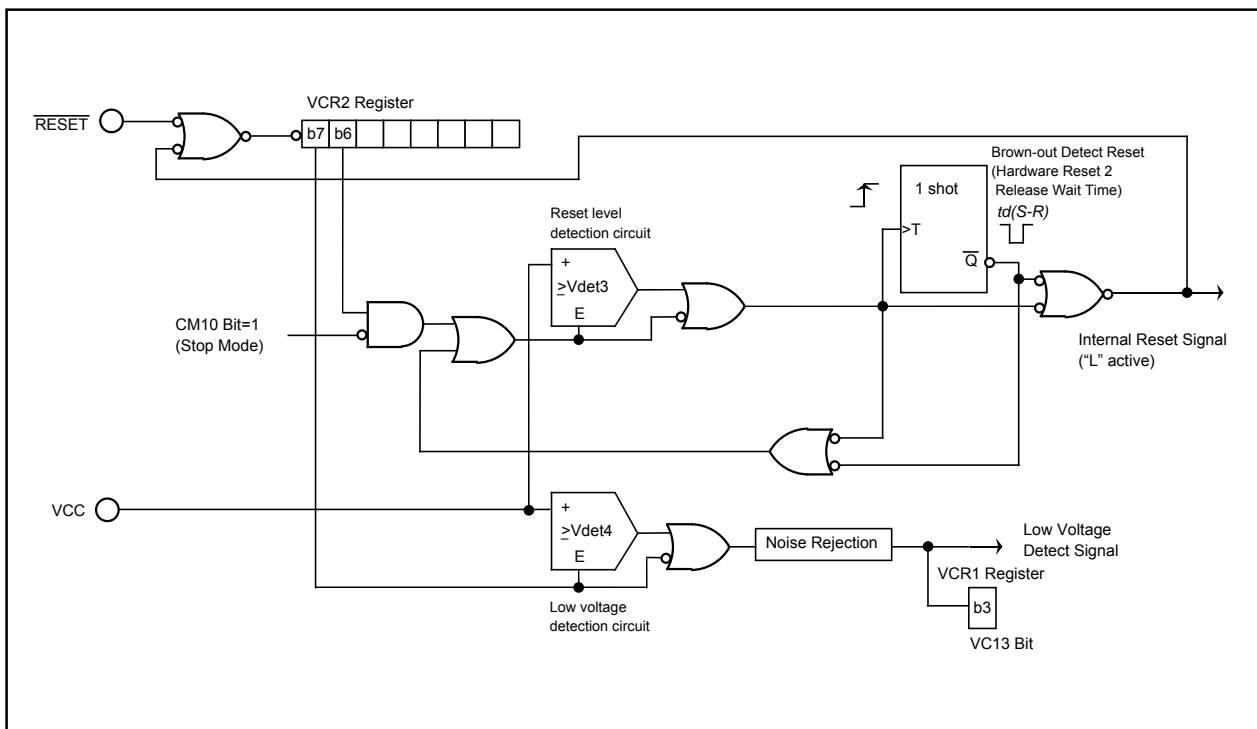 VCR2 Register
RESET
b7 b6
Brown-out Detect Reset
(Hardware Reset 2
Release Wait Time)
td(S-R)
1 shot
>T
Q
Reset level
detection circuit
+
≥Vdet3
E
CM10 Bit=1
(Stop Mode)
Internal Reset Signal
(“L” active)
VCC
+
≥Vdet4
E
Low voltage
detection circuit
Noise Rejection
Low Voltage
Detect Signal
VCR1 Register
b3
VC13 Bit